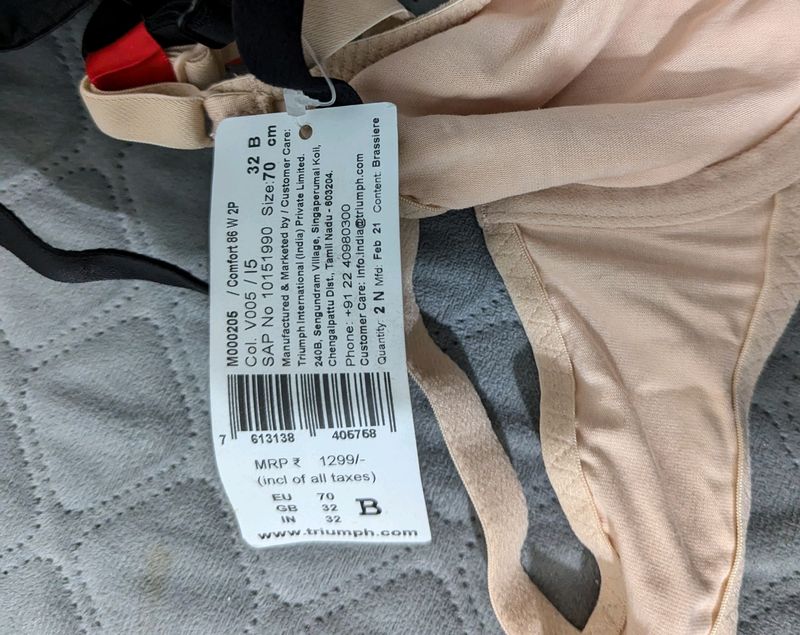 M000205 / Comfort 86 W 2P
32 B
Col. V005 / I5
SAP No 10151990 Size:70 cm
Manufactured & Marketed by / Customer Care:
Triumph International (India) Private Limited.
240B, Sengundram Village, Singaperumal Koil,
Chengalpattu Dist., Tamil Nadu - 603204.
Phone: +91 22 40980300
Customer Care: info.india@triumph.com
Quantity: 2 N Mfd: Feb 21 Content: Brassiere
7 613138 405758
MRP ₹ 1299/-
(incl of all taxes)
EU 70
GB 32 B
IN 32
www.triumph.com